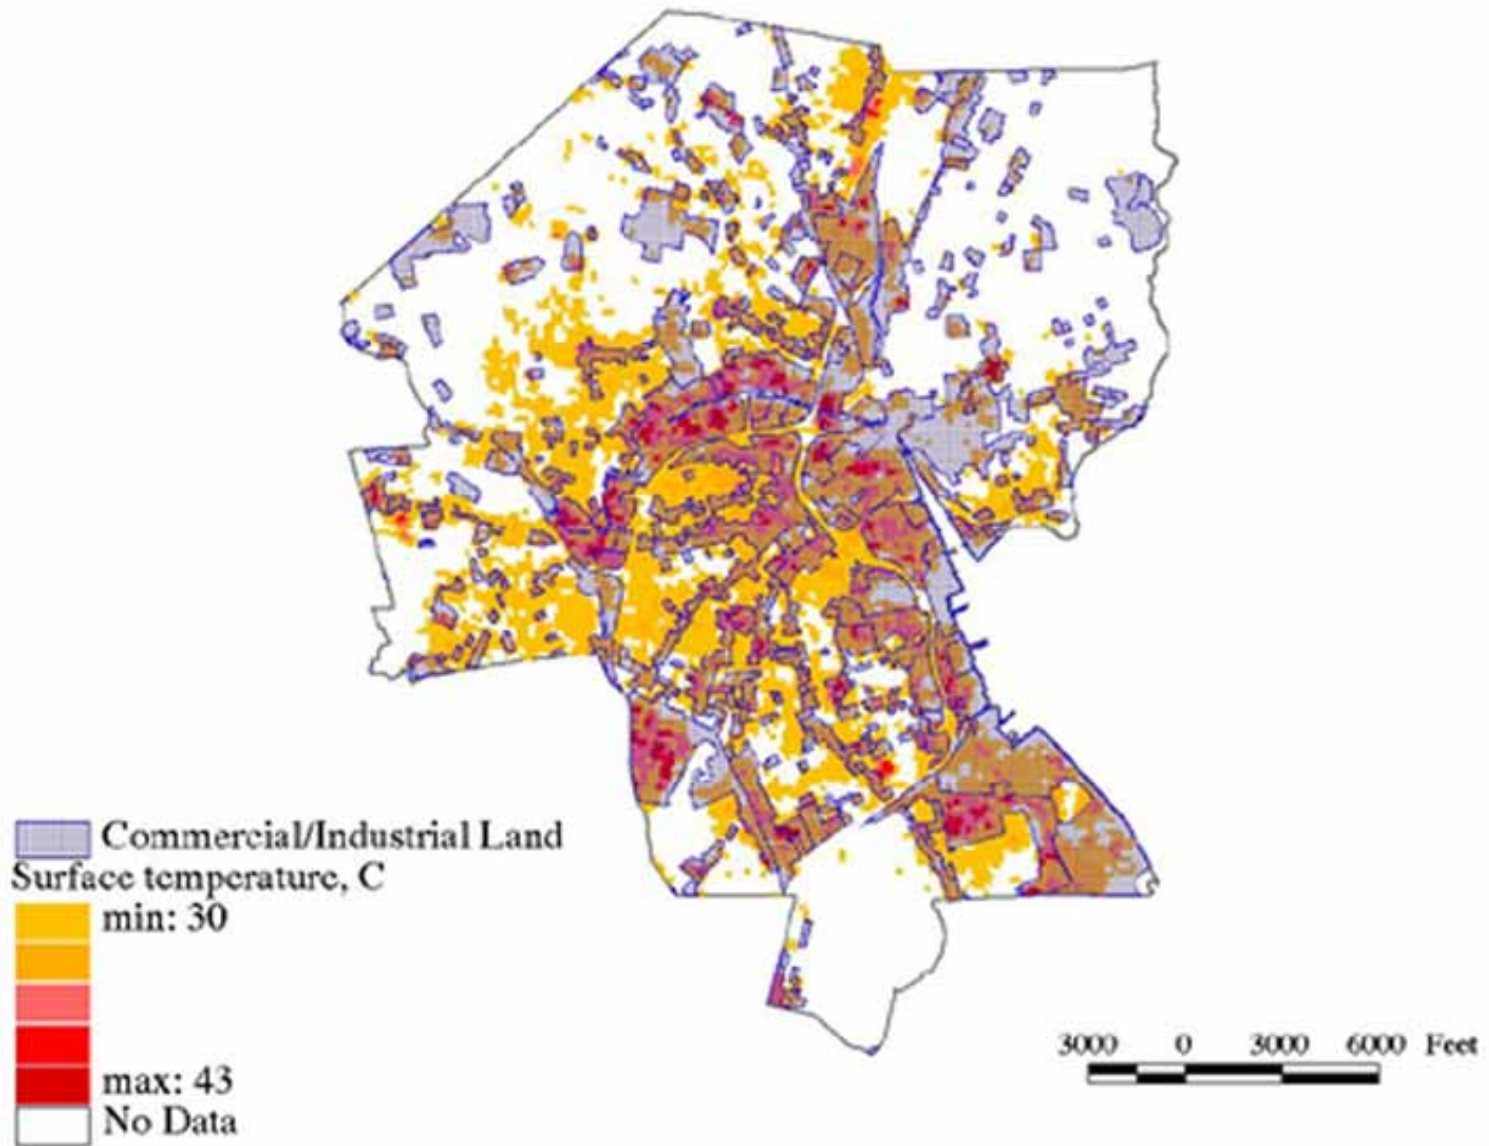 Commercial/Industrial Land
Surface temperature, C
min: 30
max: 43
No Data
3000 0 3000 6000 Feet